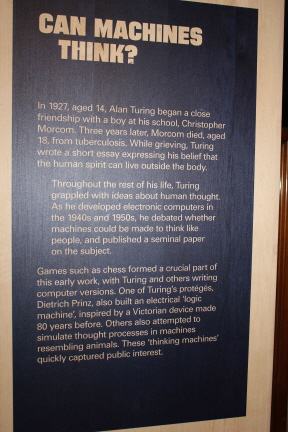 CAN MACHINES
THINK?
In 1927, aged 14, Alan Turing began a close
friendship with a boy at his school, Christopher
Morcom. Three years later, Morcom died, aged
18, from tuberculosis. While grieving, Turing
wrote a short essay expressing his belief that
the human spirit can live outside the body.
Throughout the rest of his life, Turing
grappled with ideas about human thought.
As he developed electronic computers in
the 1940s and 1950s, he debated whether
machines could be made to think like
people, and published a seminal paper
on the subject.
Games such as chess formed a crucial part of
this early work, with Turing and others writing
computer versions. One of Turing's protégés,
Dietrich Prinz, also built an electrical 'logic
machine', inspired by a Victorian device made
80 years before. Others also attempted to
simulate thought processes in machines
resembling animals. These 'thinking machines'
quickly captured public interest.